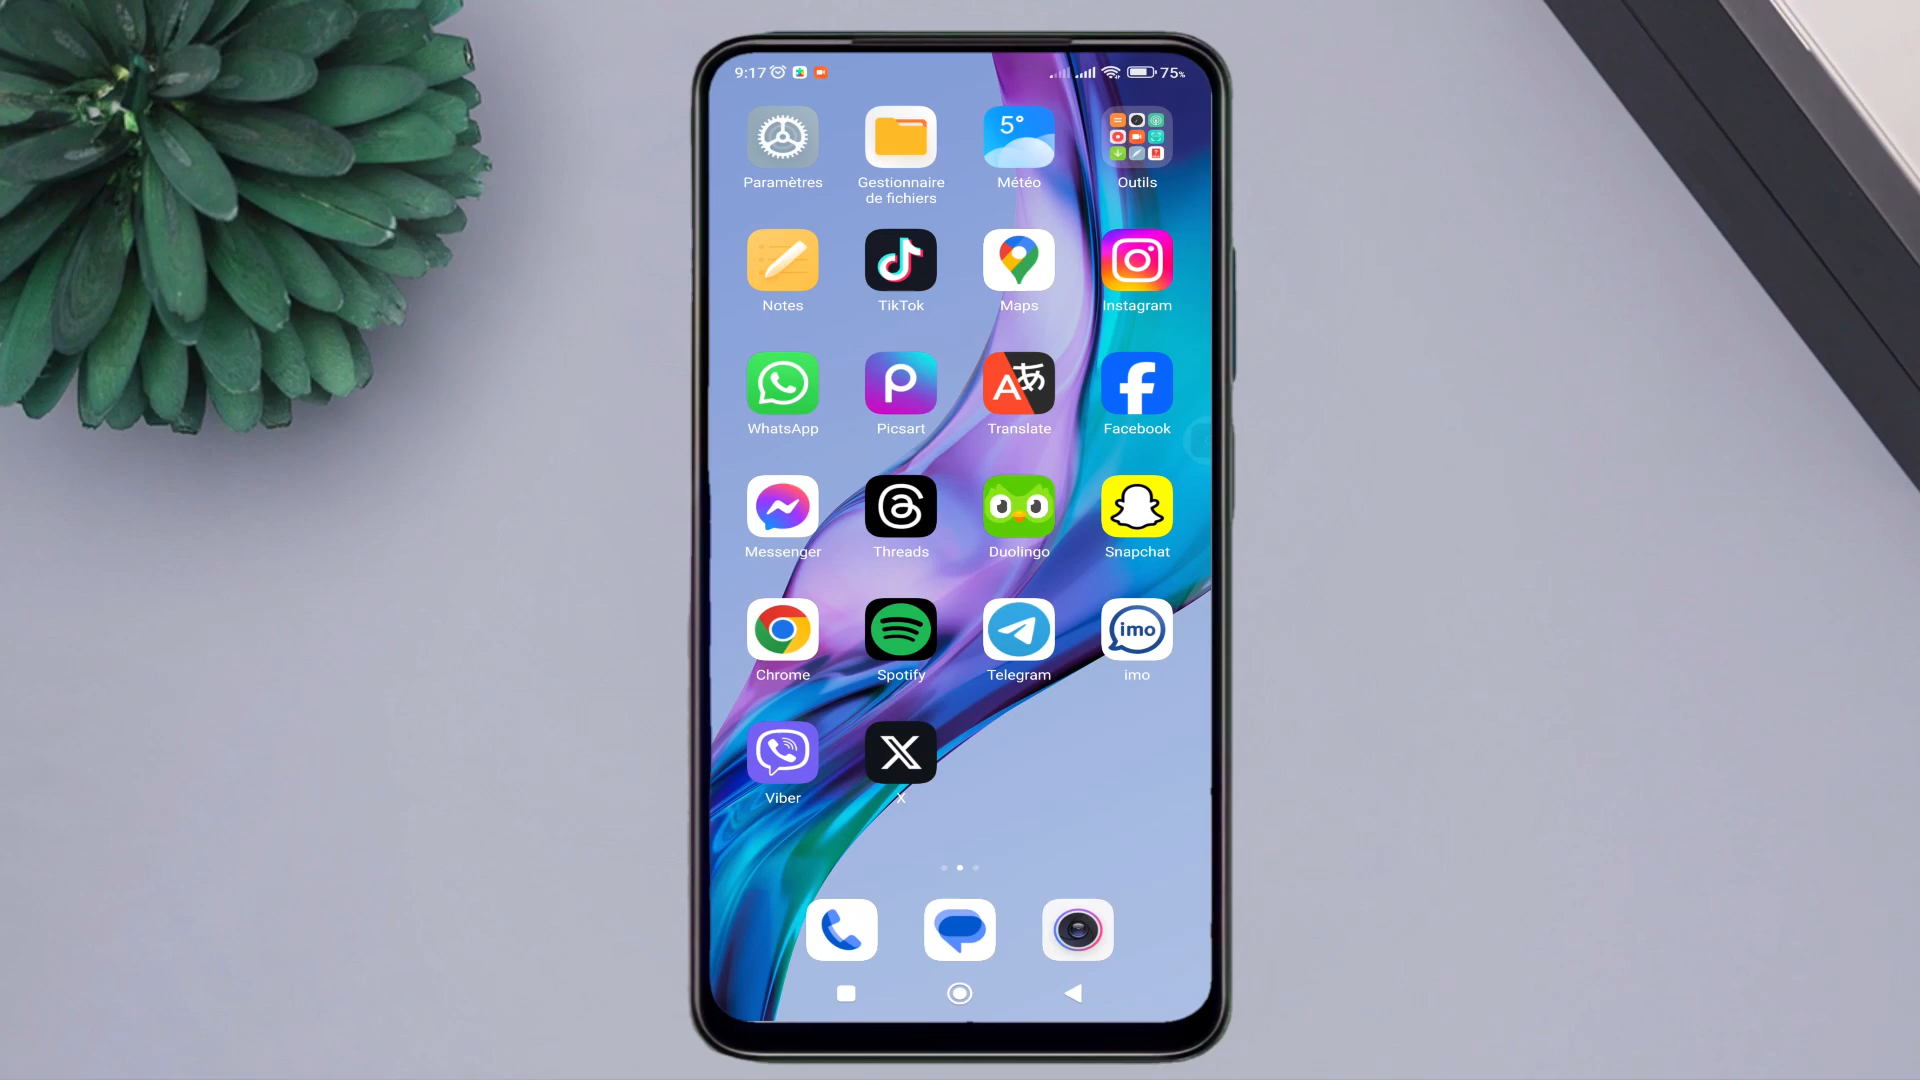 9:17 75%
5°
Paramètres Gestionnaire de fichiers Météo Outils
Notes TikTok Maps Instagram
A あ
WhatsApp Picsart Translate Facebook
Messenger Threads Duolingo Snapchat
imo
Chrome Spotify Telegram imo
Viber X